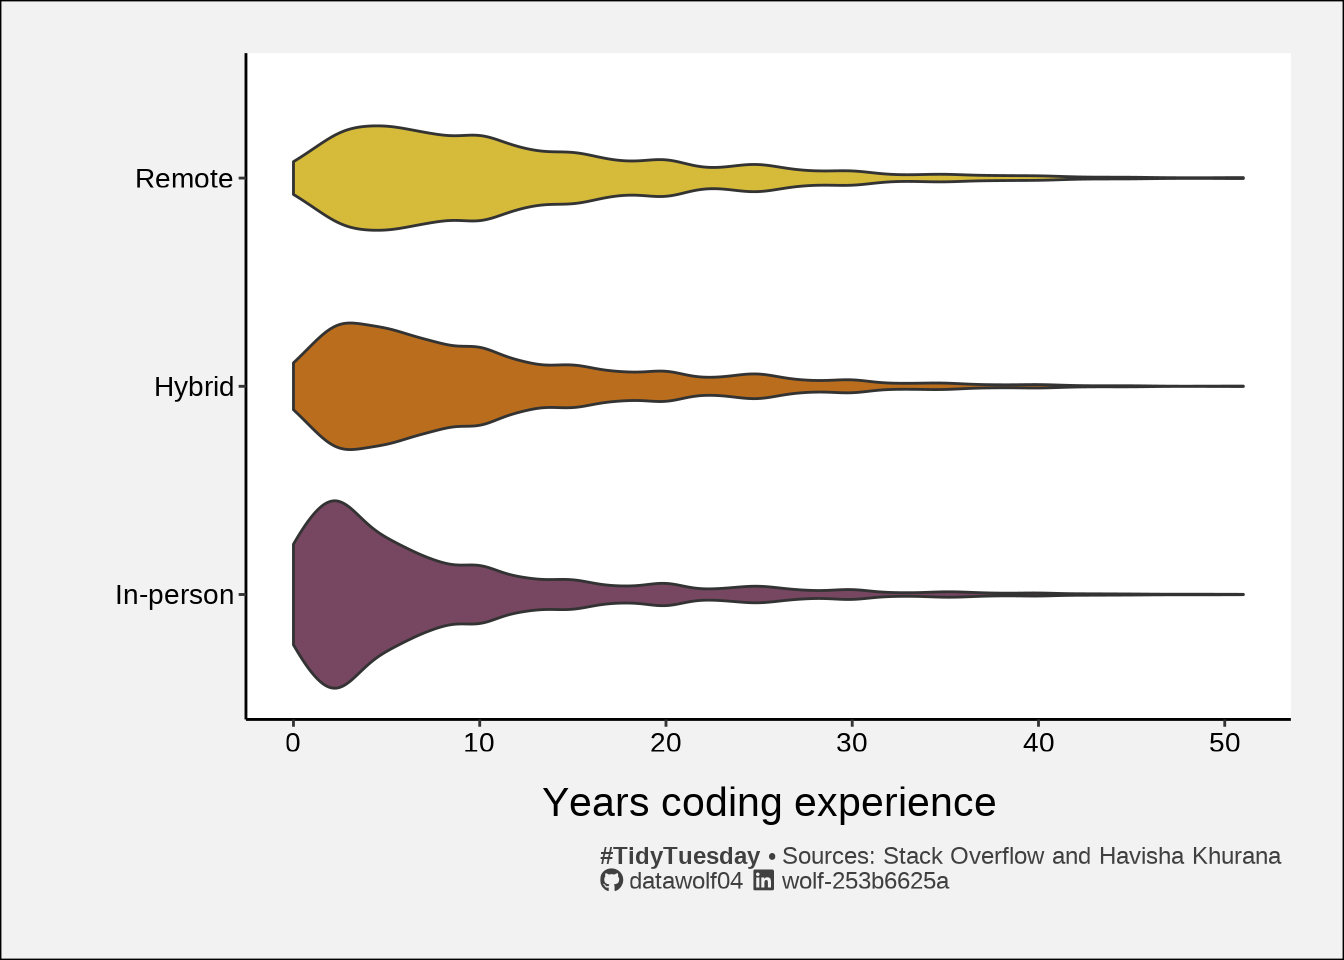 Remote
Hybrid
In-person
0 10 20 30 40 50
Years coding experience
#TidyTuesday • Sources: Stack Overflow and Havisha Khurana
datawolf04 in wolf-253b6625a